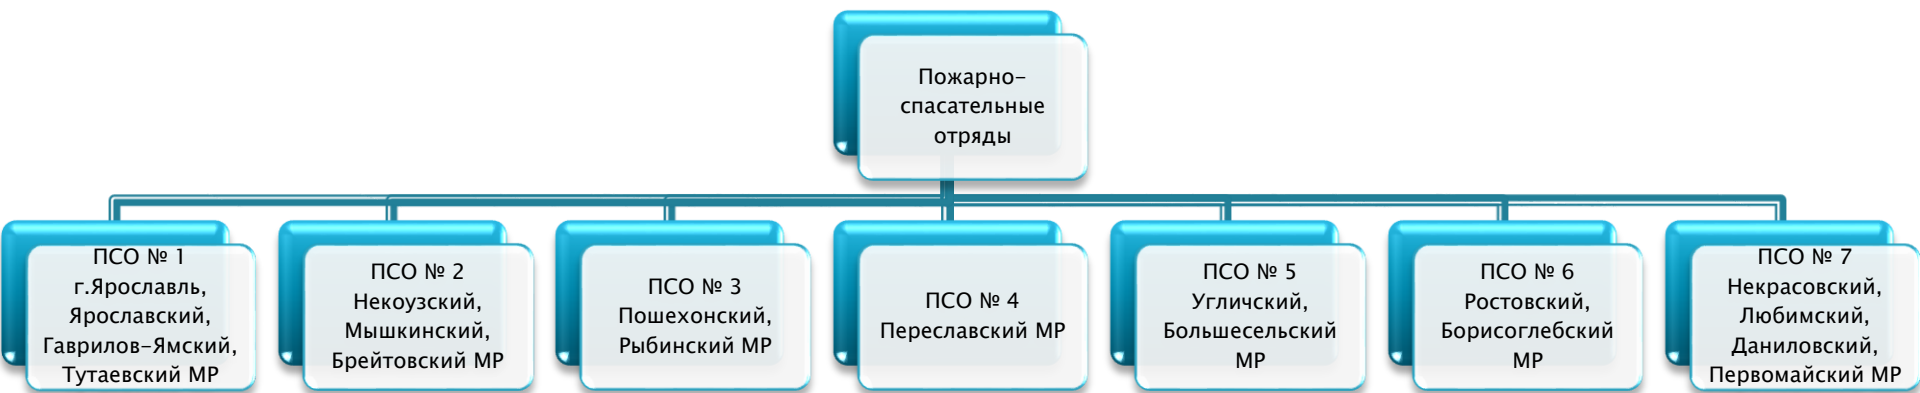 Пожарно-
спасательные
отряды
ПСО № 1
г.Ярославль,
Ярославский,
Гаврилов-Ямский,
Тутаевский МР
ПСО № 2
Некоузский,
Мышкинский,
Брейтовский МР
ПСО № 3
Пошехонский,
Рыбинский МР
ПСО № 4
Переславский МР
ПСО № 5
Угличский,
Большесельский
МР
ПСО № 6
Ростовский,
Борисоглебский
МР
ПСО № 7
Некрасовский,
Любимский,
Даниловский,
Первомайский МР